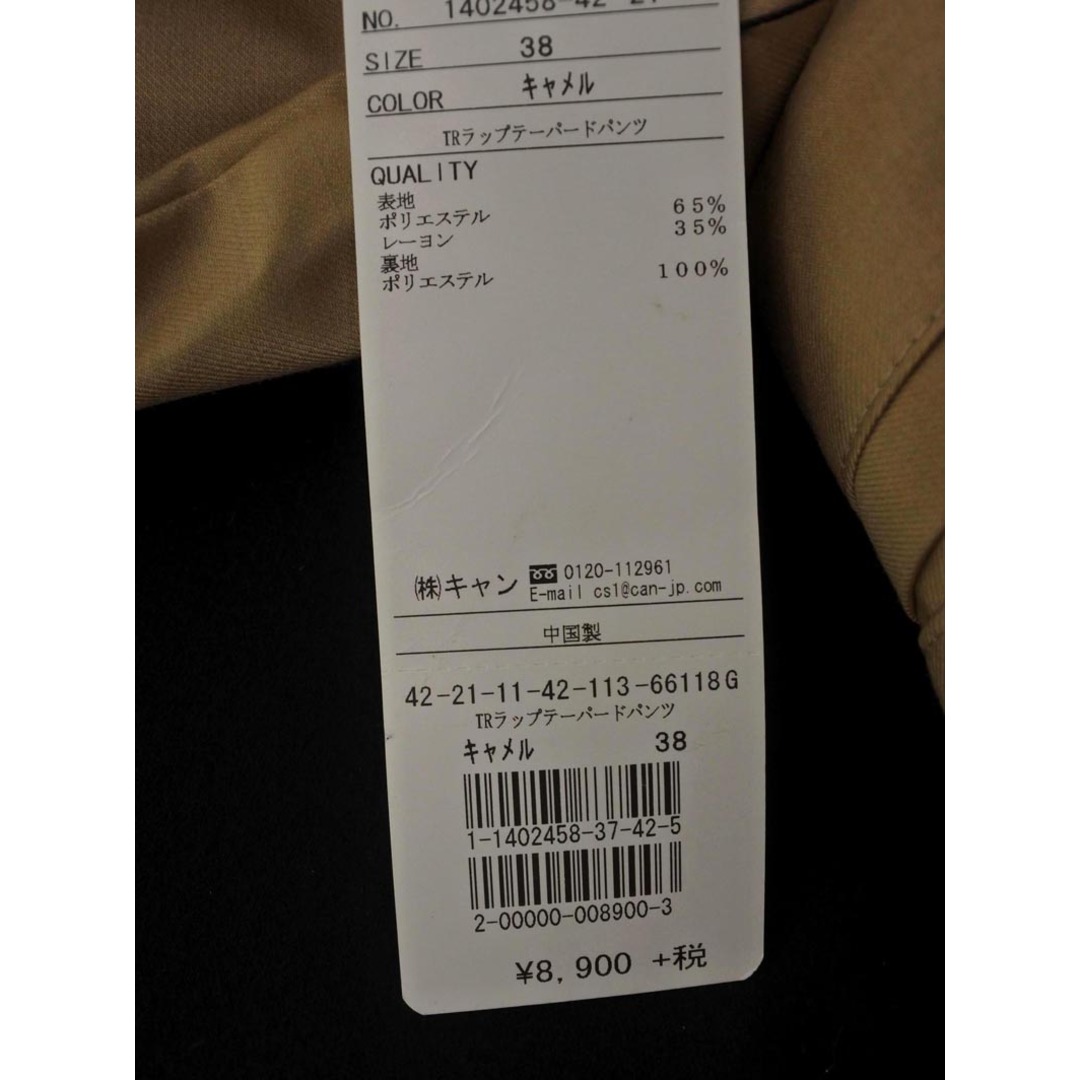 NO. 1402458-42-21
SIZE 38
COLOR キャメル
TRラップテーパードパンツ
QUALITY
表地
ポリエステル 65%
レーヨン 35%
裏地
ポリエステル 100%
㈱キャン 0120-112961
E-mail cs1@can-jp.com
中国製
42-21-11-42-113-66118G
TRラップテーパードパンツ
キャメル 38
1-1402458-37-42-5
2-00000-008900-3
¥8,900 +税